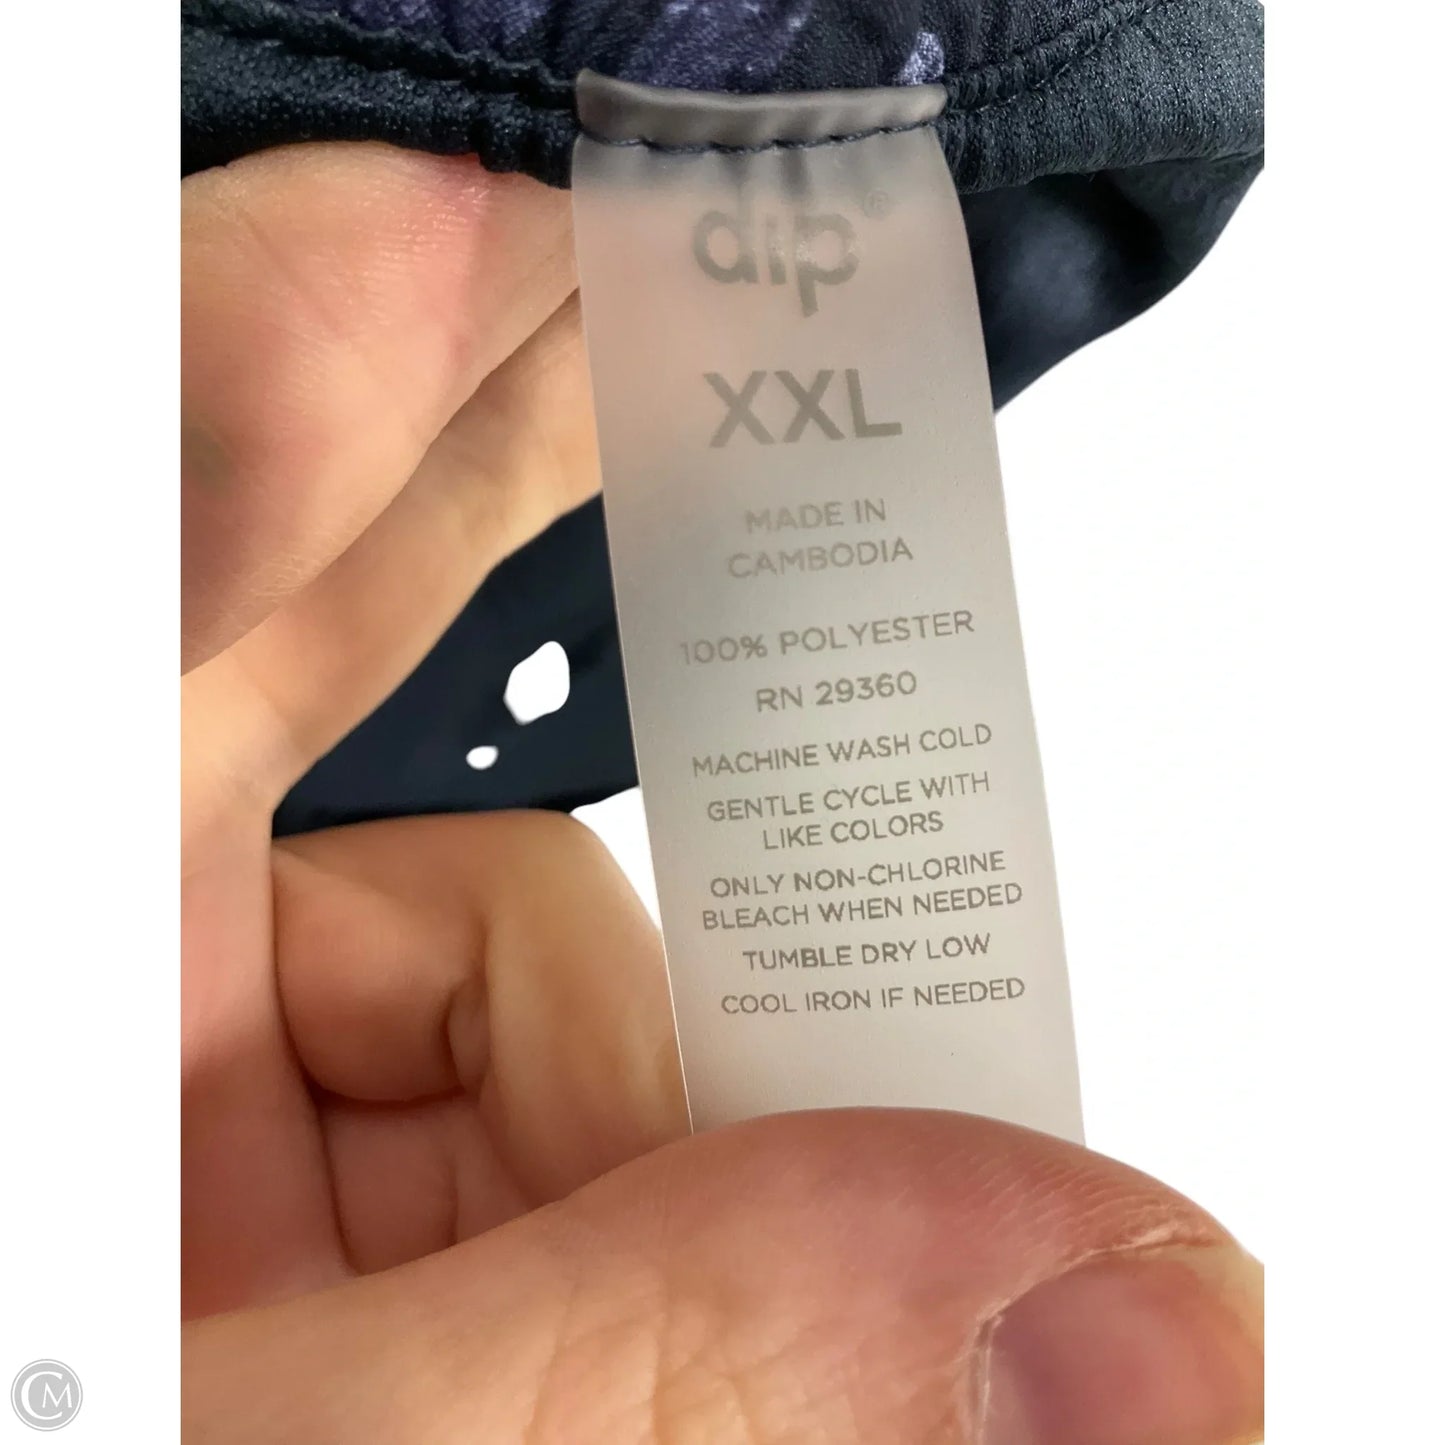 dip®
XXL
MADE IN
CAMBODIA
100% POLYESTER
RN 29360
MACHINE WASH COLD
GENTLE CYCLE WITH
LIKE COLORS
ONLY NON-CHLORINE
BLEACH WHEN NEEDED
TUMBLE DRY LOW
COOL IRON IF NEEDED
CM